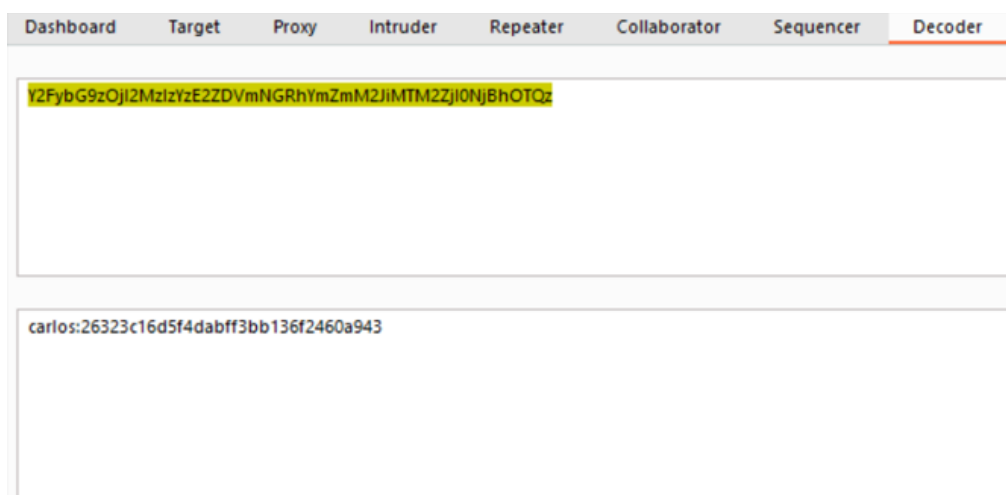 Dashboard Target Proxy Intruder Repeater Collaborator Sequencer Decoder
Y2FybG9zOjI2MzIzYzE2ZDVmNGRhYmZmM2JiMTM2ZjI0NjBhOTQz
carlos:26323c16d5f4dabff3bb136f2460a943